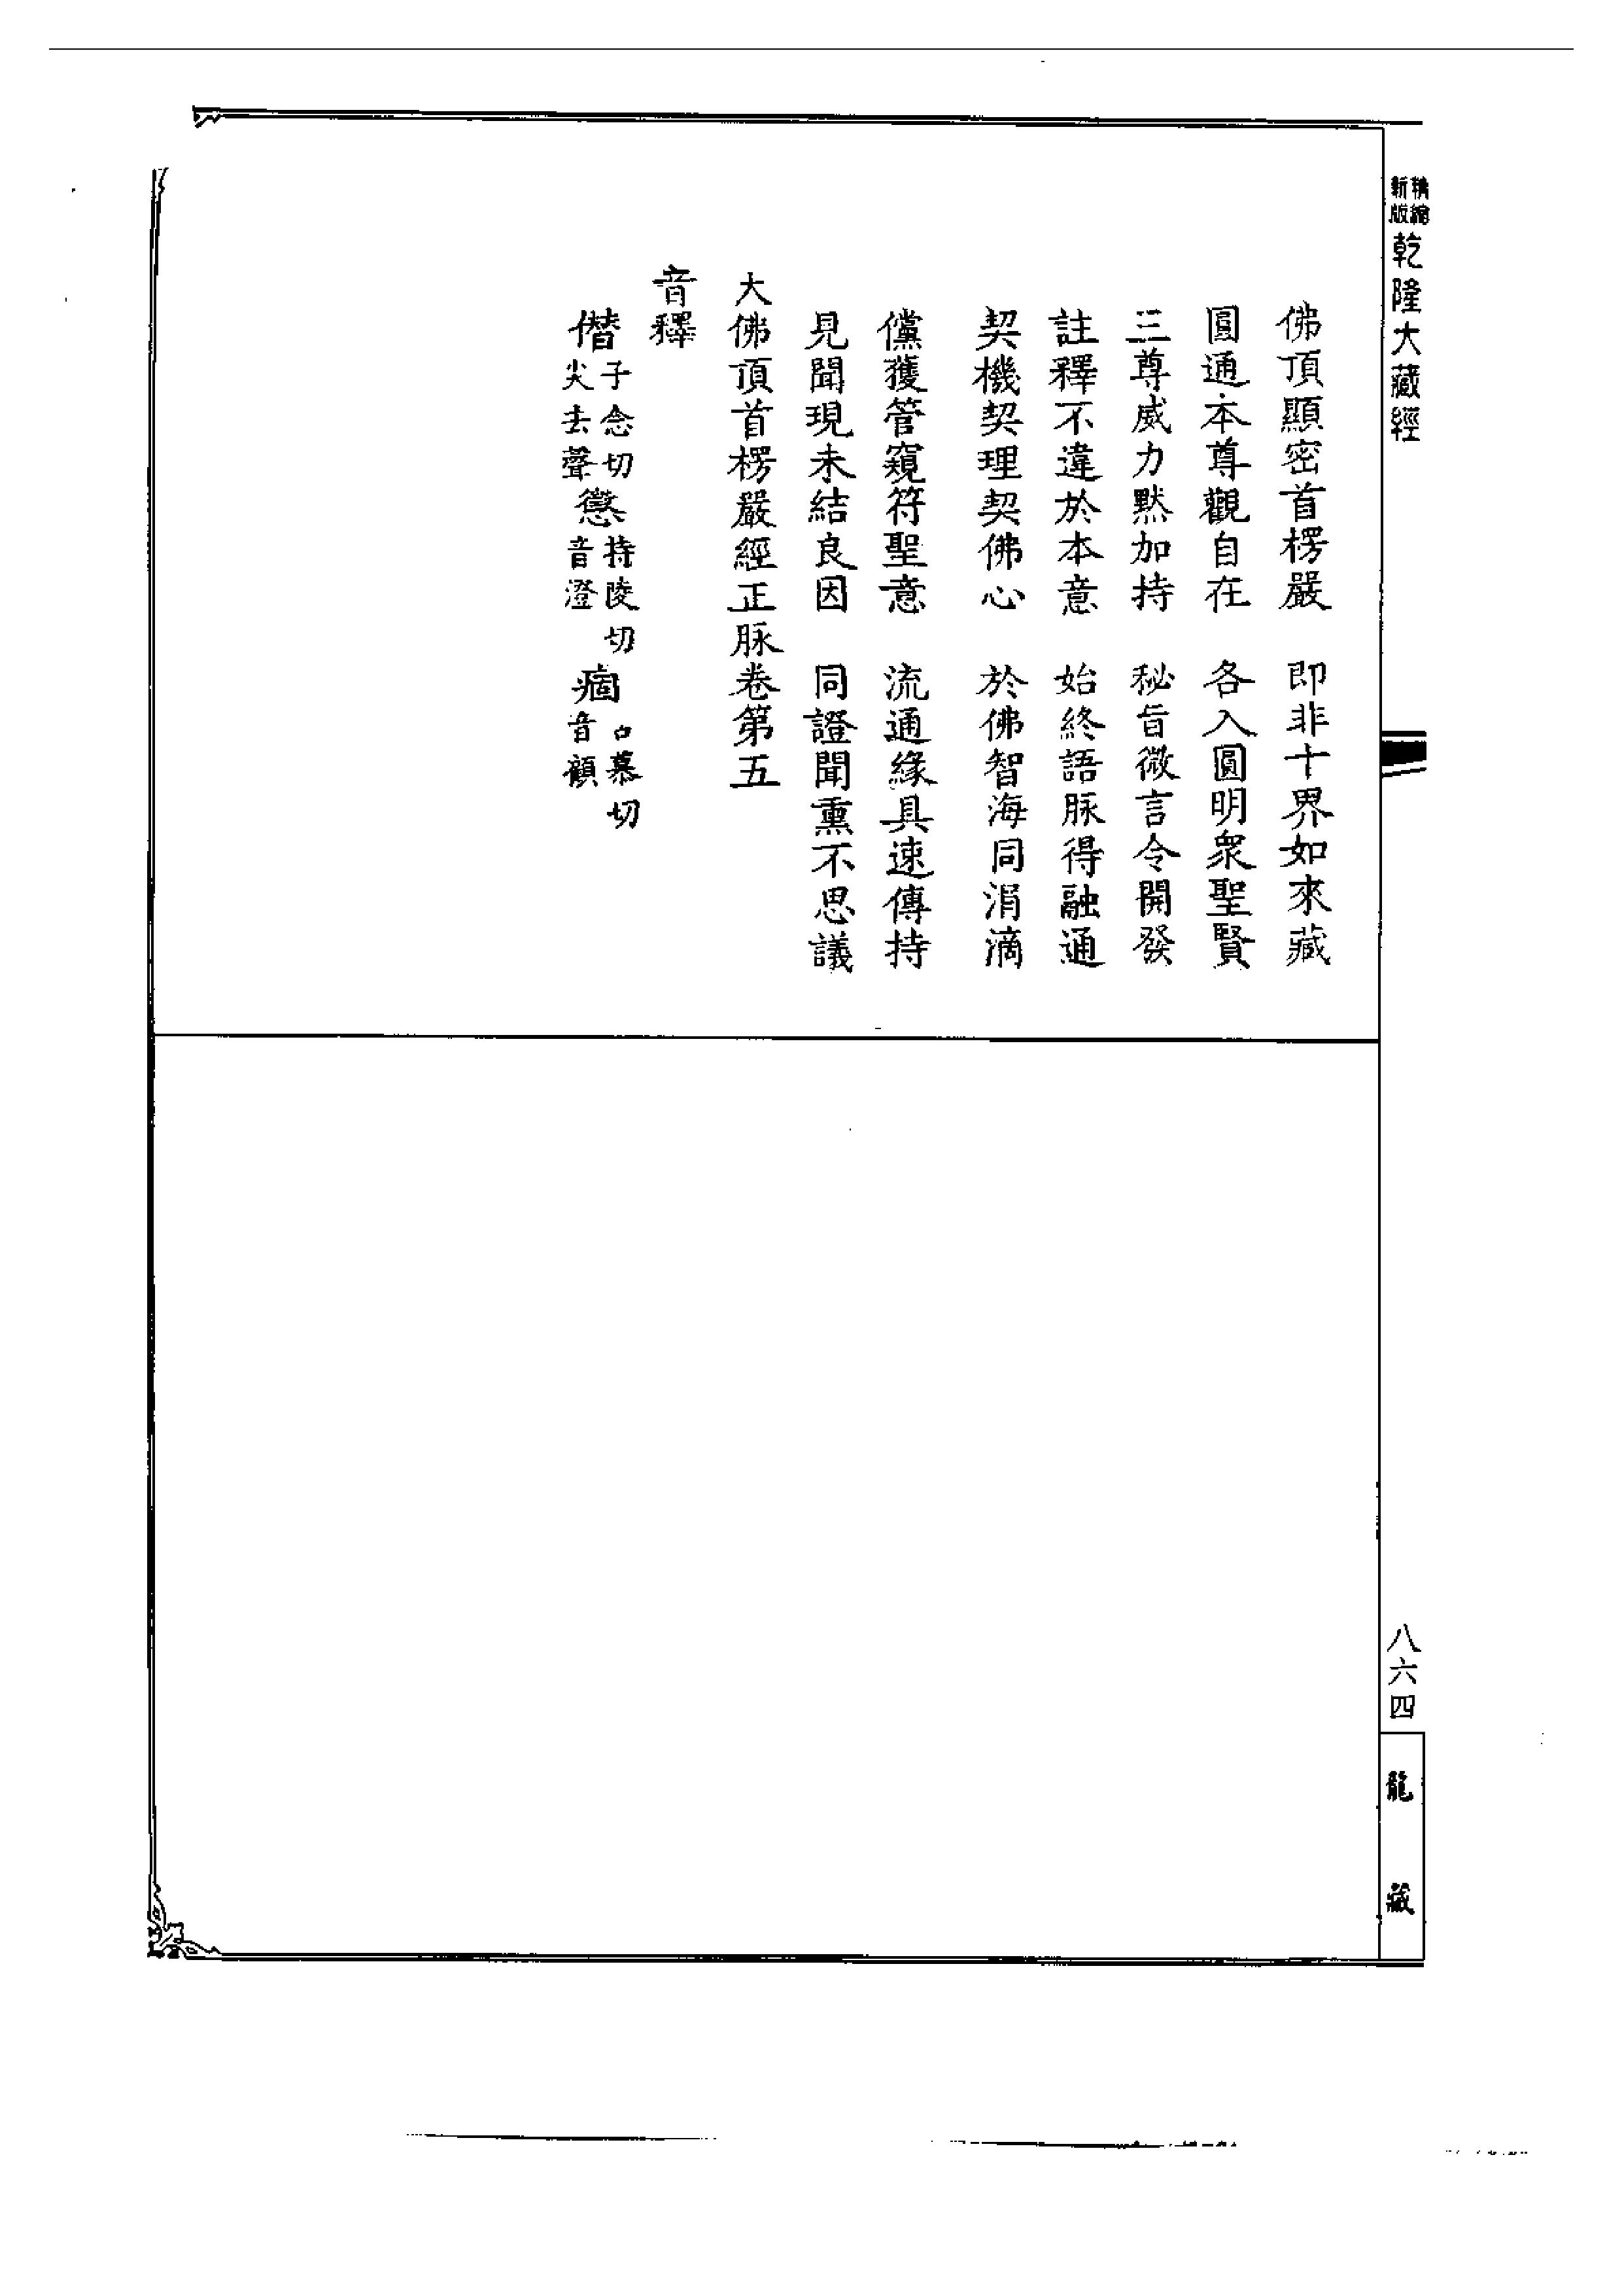 新版
精繪
乾隆大藏經
佛頂顯密首楞嚴　即非十界如來藏
圓通本尊觀自在　各入圓明衆聖賢
三尊威力黙加持　秘旨微言令開發
註釋不違於本意　始終語脉得融通
契機契理契佛心　於佛智海同涓滴
儻獲管窺符聖意　流通緣具速傳持
見聞現未結良因　同證聞熏不思議
大佛頂首楞嚴經正脉卷第五
音釋
僭子念切尖去聲懲持陵切音澄痼古慕切音顧
八六四
龍藏